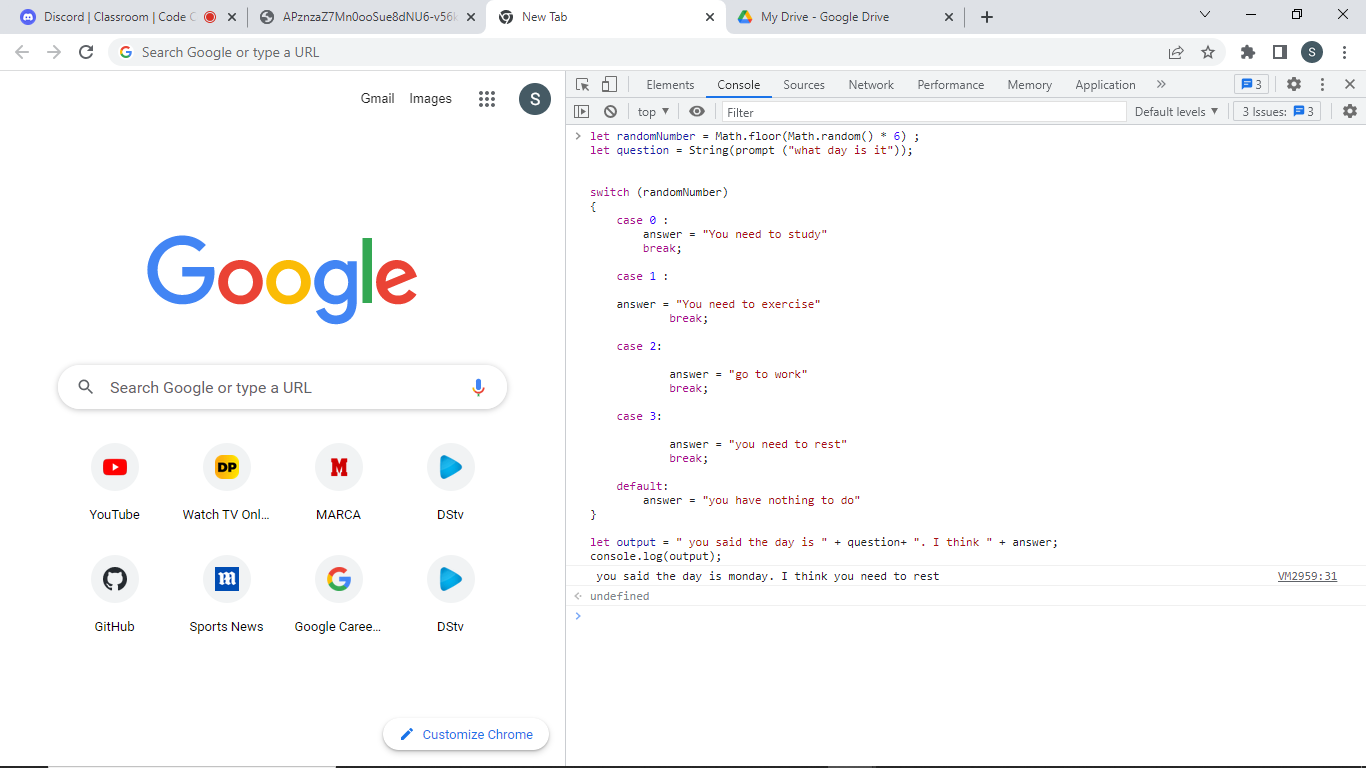 Discord | Classroom | Code C
APznzaZ7Mn0ooSue8dNU6-v56k
New Tab
My Drive - Google Drive
Search Google or type a URL
S
Gmail
Images
S
Google
Search Google or type a URL
YouTube
DP
Watch TV Onl...
M
MARCA
DStv
GitHub
m
Sports News
G
Google Caree...
DStv
Customize Chrome
Elements
Console
Sources
Network
Performance
Memory
Application
3
top
Filter
Default levels
3 Issues:
3
let randomNumber = Math.floor(Math.random() * 6) ;
let question = String(prompt ("what day is it"));
switch (randomNumber)
{
case 0 :
answer = "You need to study"
break;
case 1 :
answer = "You need to exercise"
break;
case 2:
answer = "go to work"
break;
case 3:
answer = "you need to rest"
break;
default:
answer = "you have nothing to do"
}
let output = " you said the day is " + question+ ". I think " + answer;
console.log(output);
you said the day is monday. I think you need to rest
VM2959:31
undefined